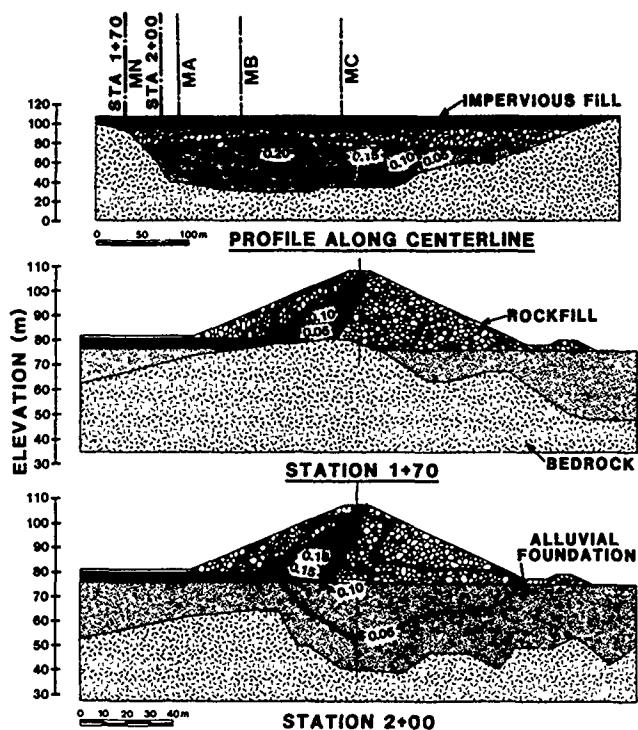 STA 1+70
MN
STA 2+00
MA
MB
MC
IMPERVIOUS FILL
120
100
80
60
40
20
0
0.20
0.15
0.10
0.05
0 50 100m
PROFILE ALONG CENTERLINE
ELEVATION (m)
110
100
90
80
70
60
50
40
30
0.10
0.05
ROCKFILL
BEDROCK
STATION 1+70
110
100
90
80
70
60
50
40
30
0.15
0.10
0.05
ALLUVIAL
FOUNDATION
0 10 20 30 40m
STATION 2+00